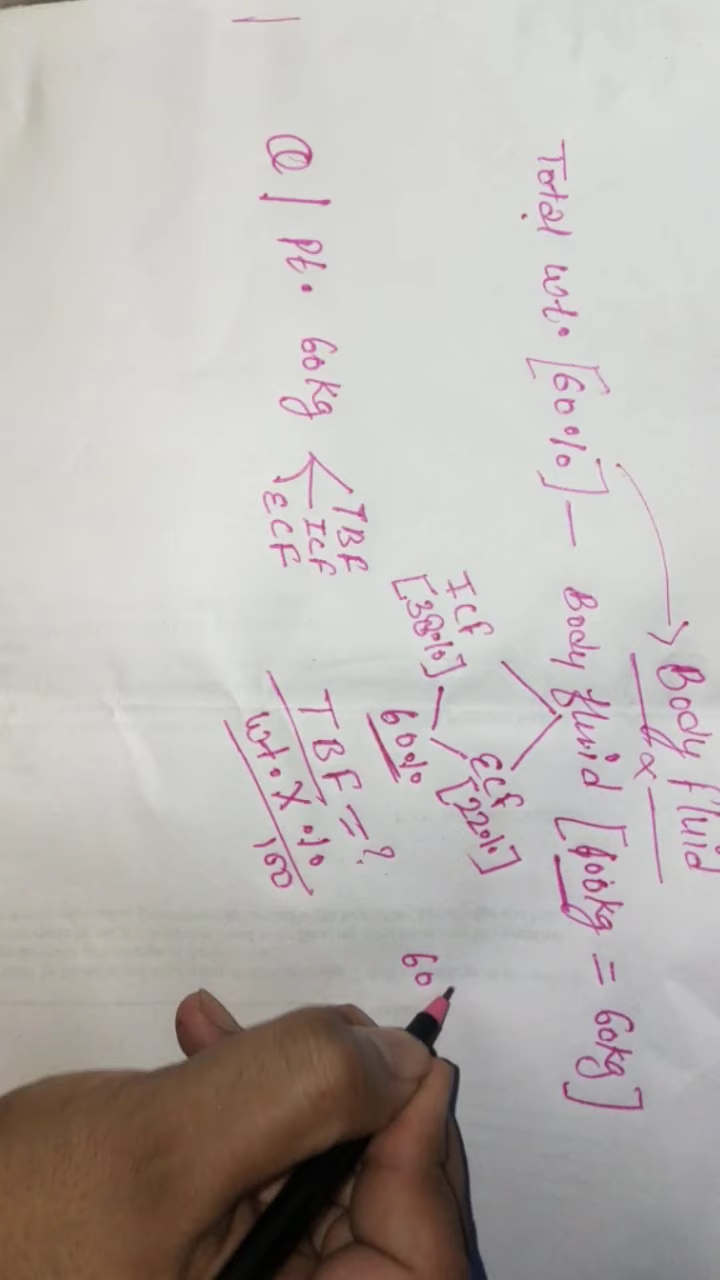 Body fluid
x
Total wt. [60%] — Body fluid [100kg = 60kg]
ICF
[38%]
ECF
[22%]
60%
Q| Pt. 60kg
TBF
ICF
ECF
TBF = ?
wt. X %
100
60